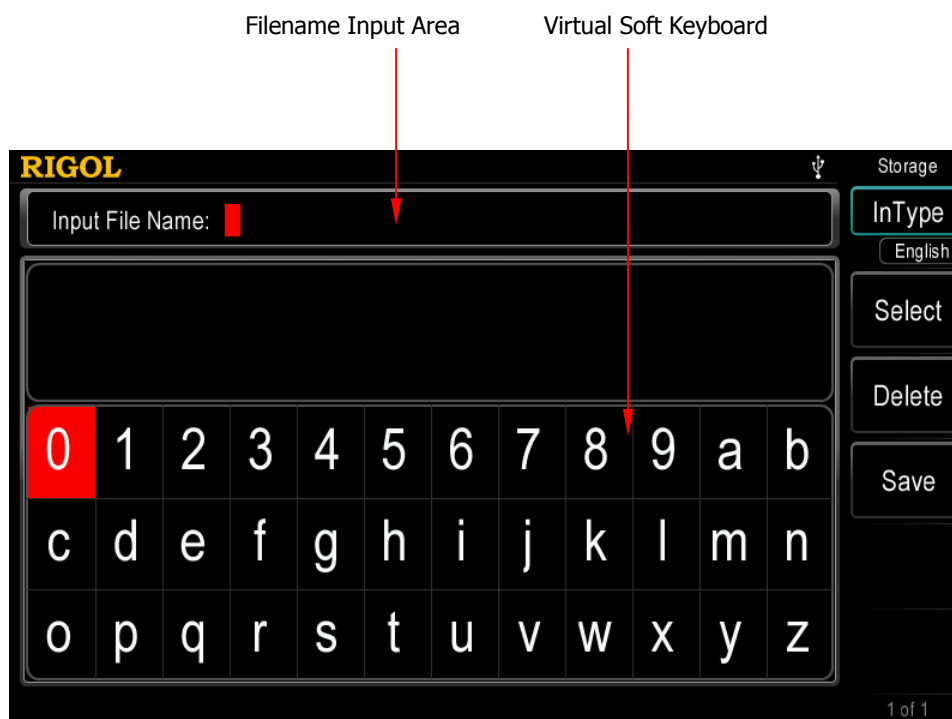 Filename Input Area
Virtual Soft Keyboard
RIGOL
Storage
Input File Name:
InType
English
Select
Delete
Save
0 1 2 3 4 5 6 7 8 9 a b
c d e f g h i j k l m n
o p q r s t u v w x y z
1 of 1